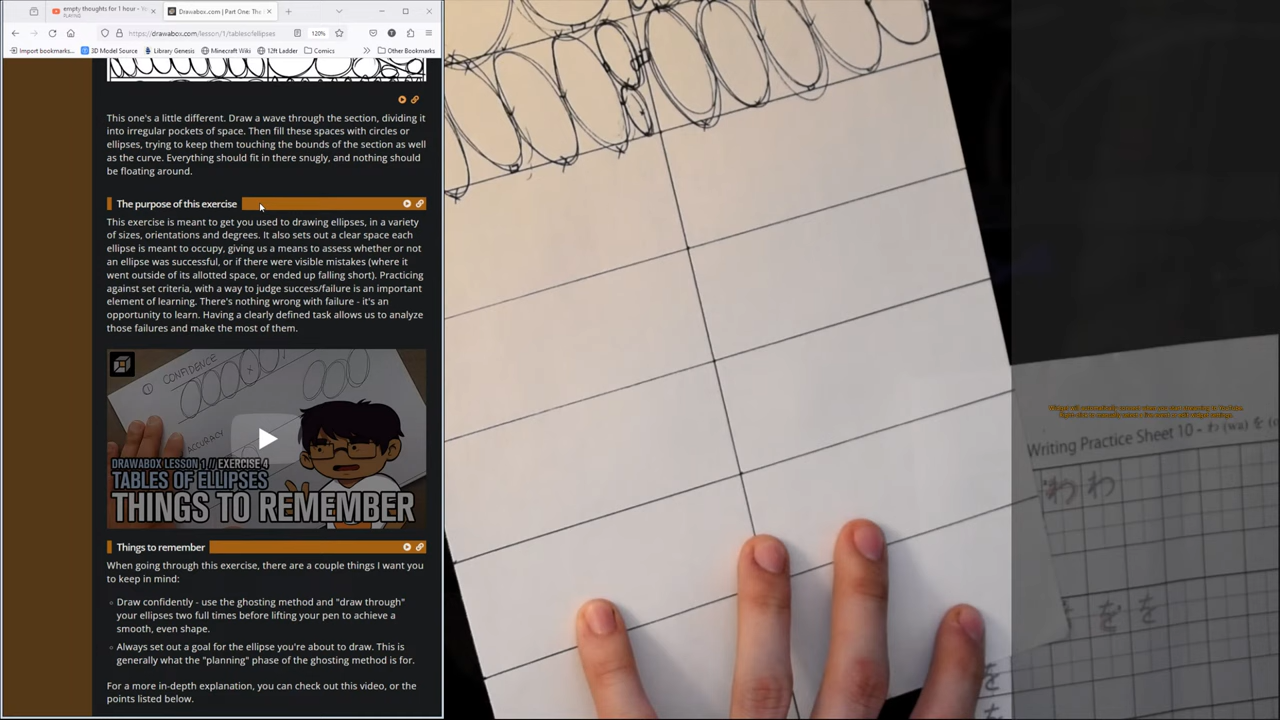 empty thoughts for 1 hour
PLAYING
Drawabox.com | Part One: The
https://drawabox.com/lesson/1/tablesofellipses
120%
Import bookmarks...
3D Model Source
Library Genesis
Minecraft Wiki
12ft Ladder
Comics
Other Bookmarks
This one's a little different. Draw a wave through the section, dividing it
into irregular pockets of space. Then fill these spaces with circles or
ellipses, trying to keep them touching the bounds of the section as well
as the curve. Everything should fit in there snugly, and nothing should
be floating around.
The purpose of this exercise
This exercise is meant to get you used to drawing ellipses, in a variety
of sizes, orientations and degrees. It also sets out a clear space each
ellipse is meant to occupy, giving us a means to assess whether or not
an ellipse was successful, or if there were visible mistakes (where it
went outside of its allotted space, or ended up falling short). Practicing
against set criteria, with a way to judge success/failure is an important
element of learning. There's nothing wrong with failure - it's an
opportunity to learn. Having a clearly defined task allows us to analyze
those failures and make the most of them.
① CONFIDENCE
ACCURACY
DRAWABOX LESSON 1 // EXERCISE 4
TABLES OF ELLIPSES
THINGS TO REMEMBER
Things to remember
When going through this exercise, there are a couple things I want you
to keep in mind:
Draw confidently - use the ghosting method and "draw through"
your ellipses two full times before lifting your pen to achieve a
smooth, even shape.
Always set out a goal for the ellipse you're about to draw. This is
generally what the "planning" phase of the ghosting method is for.
For a more in-depth explanation, you can check out this video, or the
points listed below.
Writing Practice Sheet 10 - わ (wa) を
わ わ
を を
を